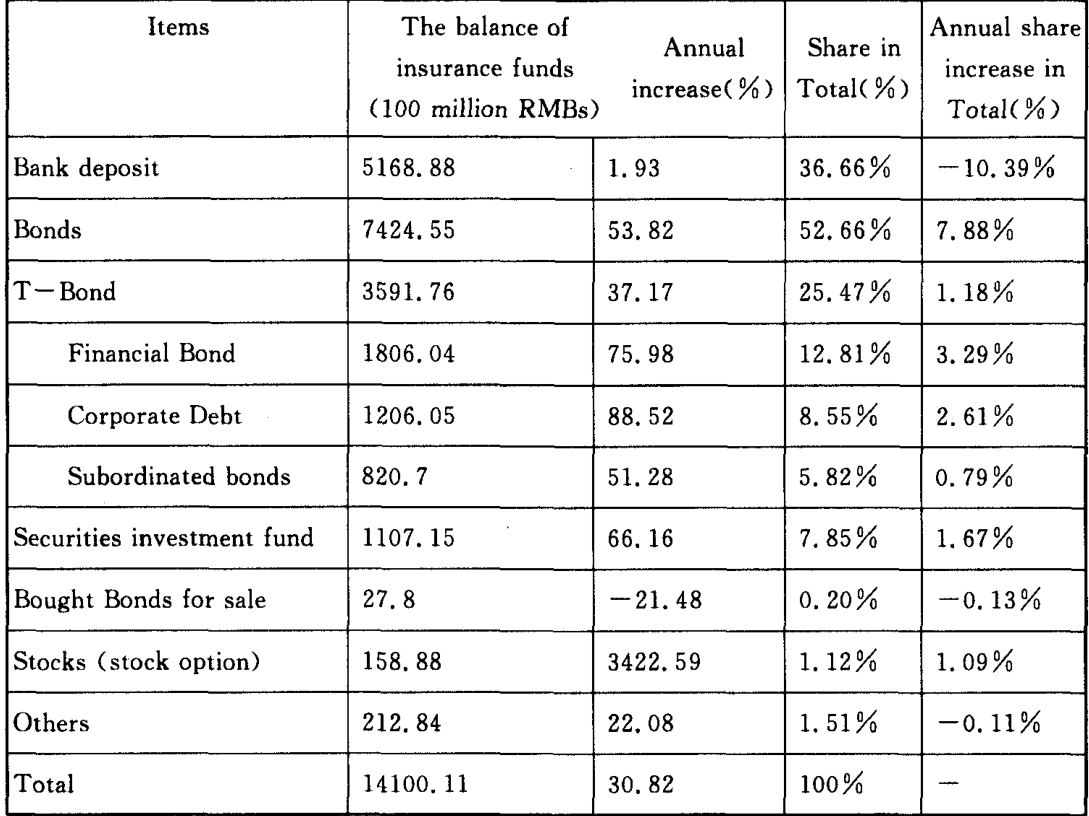 Items The balance of insurance funds (100 million RMBs) Annual increase(%) Share in Total(%) Annual share increase in Total(%)
Bank deposit 5168.88 1.93 36.66% −10.39%
Bonds 7424.55 53.82 52.66% 7.88%
T−Bond 3591.76 37.17 25.47% 1.18%
Financial Bond 1806.04 75.98 12.81% 3.29%
Corporate Debt 1206.05 88.52 8.55% 2.61%
Subordinated bonds 820.7 51.28 5.82% 0.79%
Securities investment fund 1107.15 66.16 7.85% 1.67%
Bought Bonds for sale 27.8 −21.48 0.20% −0.13%
Stocks (stock option) 158.88 3422.59 1.12% 1.09%
Others 212.84 22.08 1.51% −0.11%
Total 14100.11 30.82 100% −